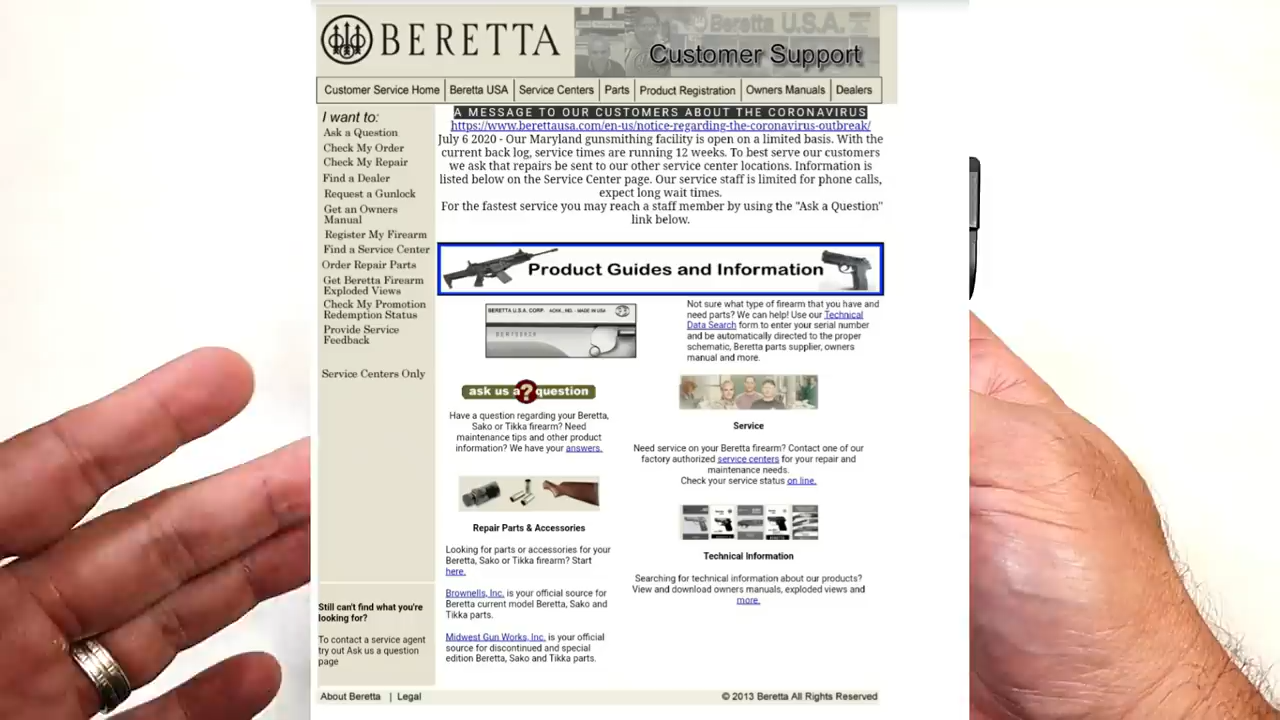 BERETTA
Beretta U.S.A.
Customer Support
Customer Service Home
Beretta USA
Service Centers
Parts
Product Registration
Owners Manuals
Dealers
I want to:
Ask a Question
Check My Order
Check My Repair
Find a Dealer
Request a Gunlock
Get an Owners
Manual
Register My Firearm
Find a Service Center
Order Repair Parts
Get Beretta Firearm
Exploded Views
Check My Promotion
Redemption Status
Provide Service
Feedback
Service Centers Only
Still can't find what you're
looking for?
To contact a service agent
try out Ask us a question
page
A MESSAGE TO OUR CUSTOMERS ABOUT THE CORONAVIRUS
https://www.berettausa.com/en-us/notice-regarding-the-coronavirus-outbreak/
July 6 2020 - Our Maryland gunsmithing facility is open on a limited basis. With the
current back log, service times are running 12 weeks. To best serve our customers
we ask that repairs be sent to our other service center locations. Information is
listed below on the Service Center page. Our service staff is limited for phone calls,
expect long wait times.
For the fastest service you may reach a staff member by using the "Ask a Question"
link below.
Product Guides and Information
BERETTA U.S.A. CORP. ACKK , MD. - MADE IN USA
Not sure what type of firearm that you have and
need parts? We can help! Use our Technical
Data Search form to enter your serial number
and be automatically directed to the proper
schematic, Beretta parts supplier, owners
manual and more.
ask us a ? question
Have a question regarding your Beretta,
Sako or Tikka firearm? Need
maintenance tips and other product
information? We have your answers.
Service
Need service on your Beretta firearm? Contact one of our
factory authorized service centers for your repair and
maintenance needs.
Check your service status on line.
Repair Parts & Accessories
Looking for parts or accessories for your
Beretta, Sako or Tikka firearm? Start
here.
Brownells, Inc. is your official source for
Beretta current model Beretta, Sako and
Tikka parts.
Midwest Gun Works, Inc. is your official
source for discontinued and special
edition Beretta, Sako and Tikka parts.
Technical Information
Searching for technical information about our products?
View and download owners manuals, exploded views and
more.
About Beretta | Legal
© 2013 Beretta All Rights Reserved